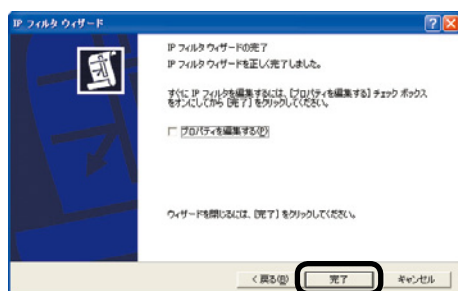 IP フィルタ ウィザード
IP フィルタ ウィザードの完了
IP フィルタ ウィザードを正しく完了しました。
すぐに IP フィルタを編集するには、[プロパティを編集する] チェック ボックス
をオンにしてから [完了] をクリックしてください。
プロパティを編集する(P)
ウィザードを閉じるには、[完了] をクリックしてください。
< 戻る(B)
完了
キャンセル